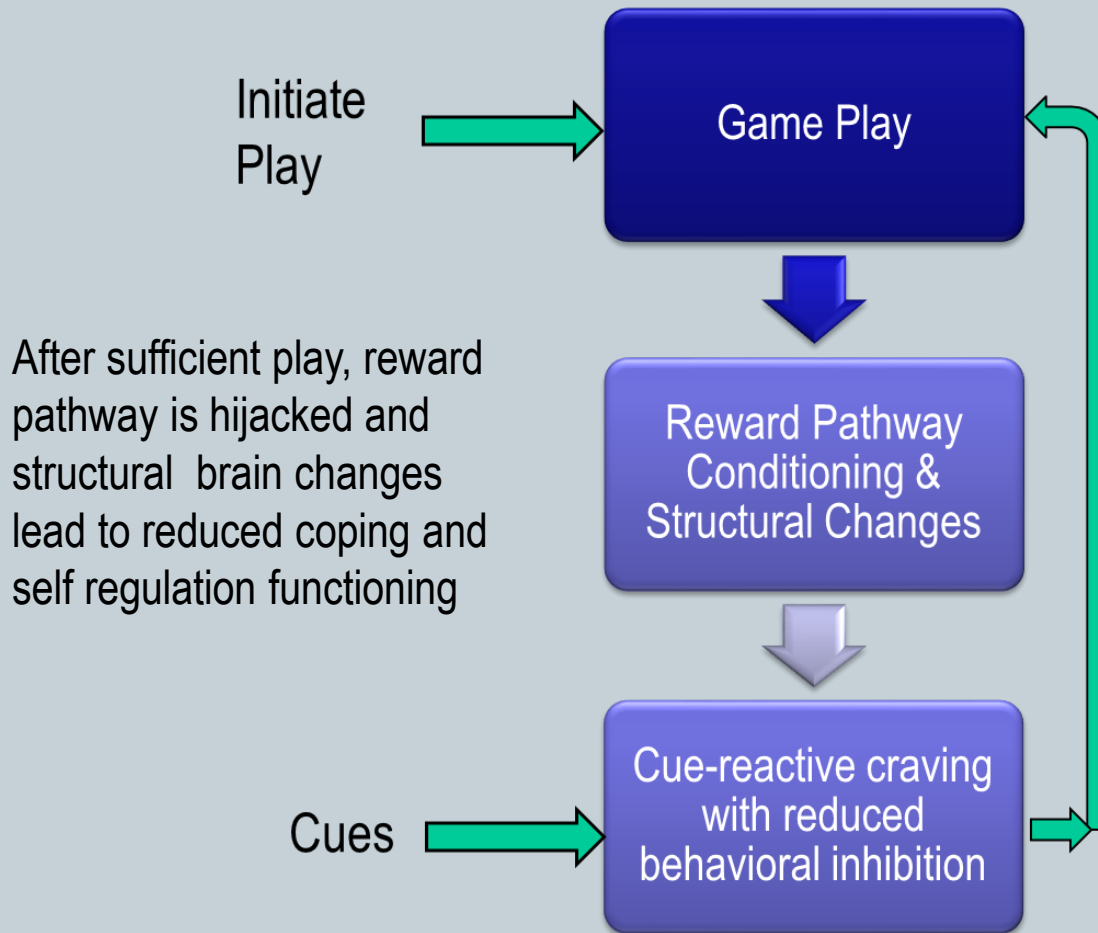 Initiate
Play
Game Play
After sufficient play, reward
pathway is hijacked and
structural brain changes
lead to reduced coping and
self regulation functioning
Reward Pathway
Conditioning &
Structural Changes
Cues
Cue-reactive craving
with reduced
behavioral inhibition